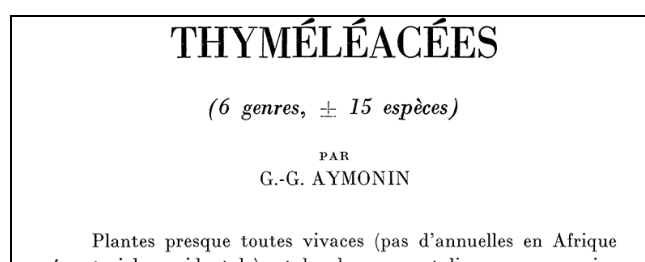 THYMÉLÉACÉES
(6 genres, ± 15 espèces)
PAR
G.-G. AYMONIN
Plantes presque toutes vivaces (pas d'annuelles en Afrique